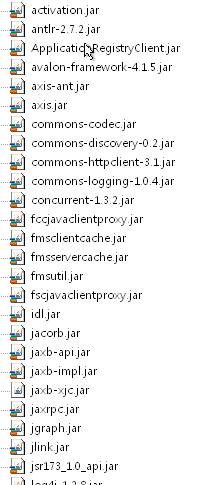 activation.jar
antlr-2.7.2.jar
ApplicationRegistryClient.jar
avalon-framework-4.1.5.jar
axis-ant.jar
axis.jar
commons-codec.jar
commons-discovery-0.2.jar
commons-httpclient-3.1.jar
commons-logging-1.0.4.jar
concurrent-1.3.2.jar
fccjavaclientproxy.jar
fmsclientcache.jar
fmsservercache.jar
fmsutil.jar
fscjavaclientproxy.jar
idl.jar
jacorb.jar
jaxb-api.jar
jaxb-impl.jar
jaxb-xjc.jar
jaxrpc.jar
jgraph.jar
jlink.jar
jsr173_1.0_api.jar
log4j-1.2.8.jar